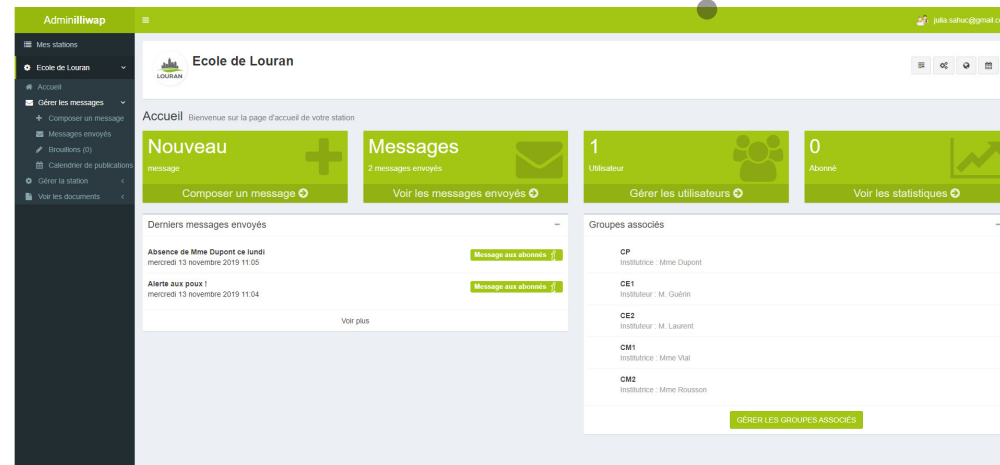 Adminilliwap
julia.sahuc@gmail.co
Mes stations
Ecole de Louran
Accueil
Gérer les messages
Composer un message
Messages envoyés
Brouillons (0)
Calendrier de publications
Gérer la station
Voir les documents
LOURAN
Ecole de Louran
Accueil Bienvenue sur la page d'accueil de votre station
Nouveau
message
Composer un message
Messages
2 messages envoyés
Voir les messages envoyés
1
Utilisateur
Gérer les utilisateurs
0
Abonné
Voir les statistiques
Derniers messages envoyés
Absence de Mme Dupont ce lundi
mercredi 13 novembre 2019 11:05
Message aux abonnés
Alerte aux poux !
mercredi 13 novembre 2019 11:04
Message aux abonnés
Voir plus
Groupes associés
CP
Institutrice : Mme Dupont
CE1
Instituteur : M. Guérin
CE2
Instituteur : M. Laurent
CM1
Institutrice : Mme Vial
CM2
Institutrice : Mme Rousson
GÉRER LES GROUPES ASSOCIÉS